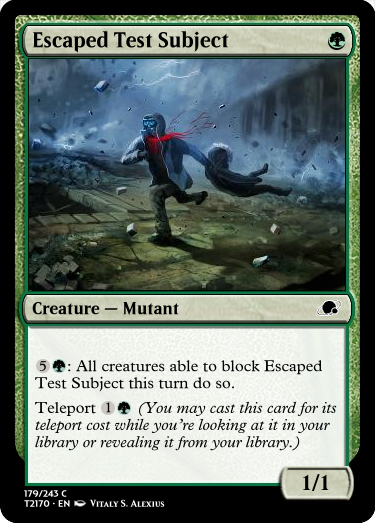 Escaped Test Subject
Creature — Mutant
5: All creatures able to block Escaped
Test Subject this turn do so.
Teleport 1 (You may cast this card for its
teleport cost while you're looking at it in your
library or revealing it from your library.)
1/1
179/243 C
T2170 • EN Vitaly S. Alexius